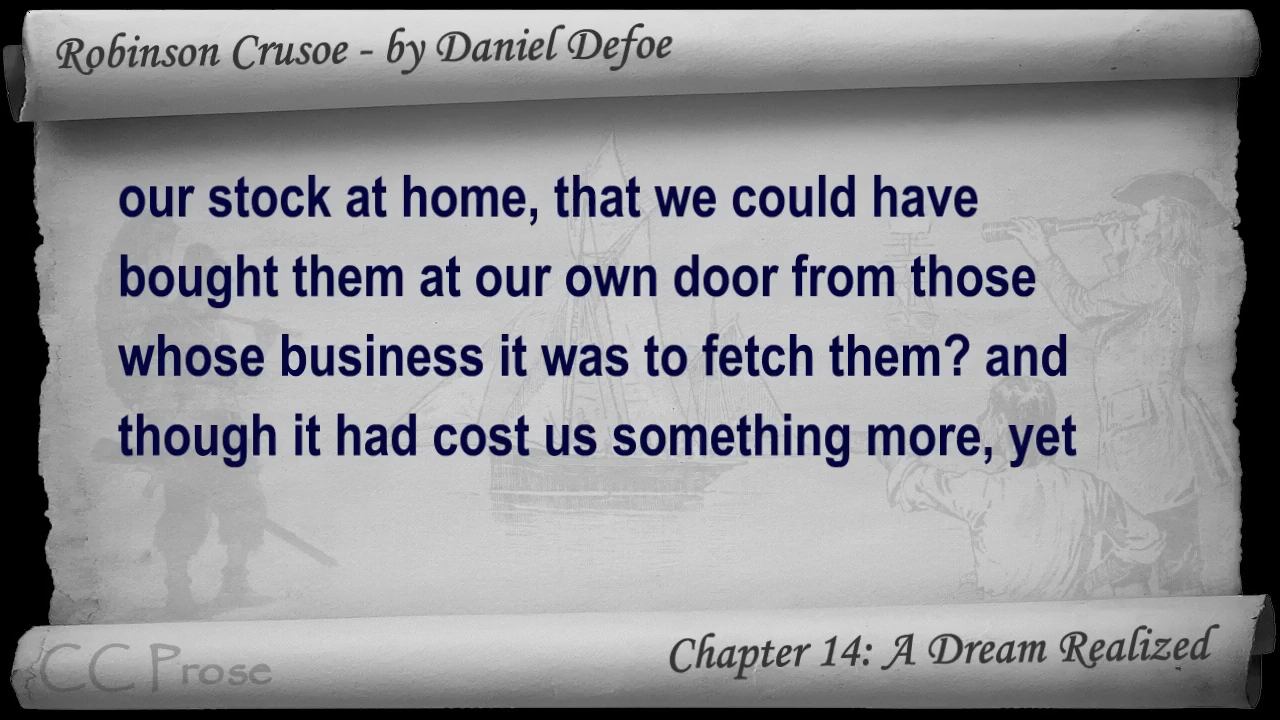 Robinson Crusoe - by Daniel Defoe
our stock at home, that we could have
bought them at our own door from those
whose business it was to fetch them? and
though it had cost us something more, yet
CC Prose
Chapter 14: A Dream Realized